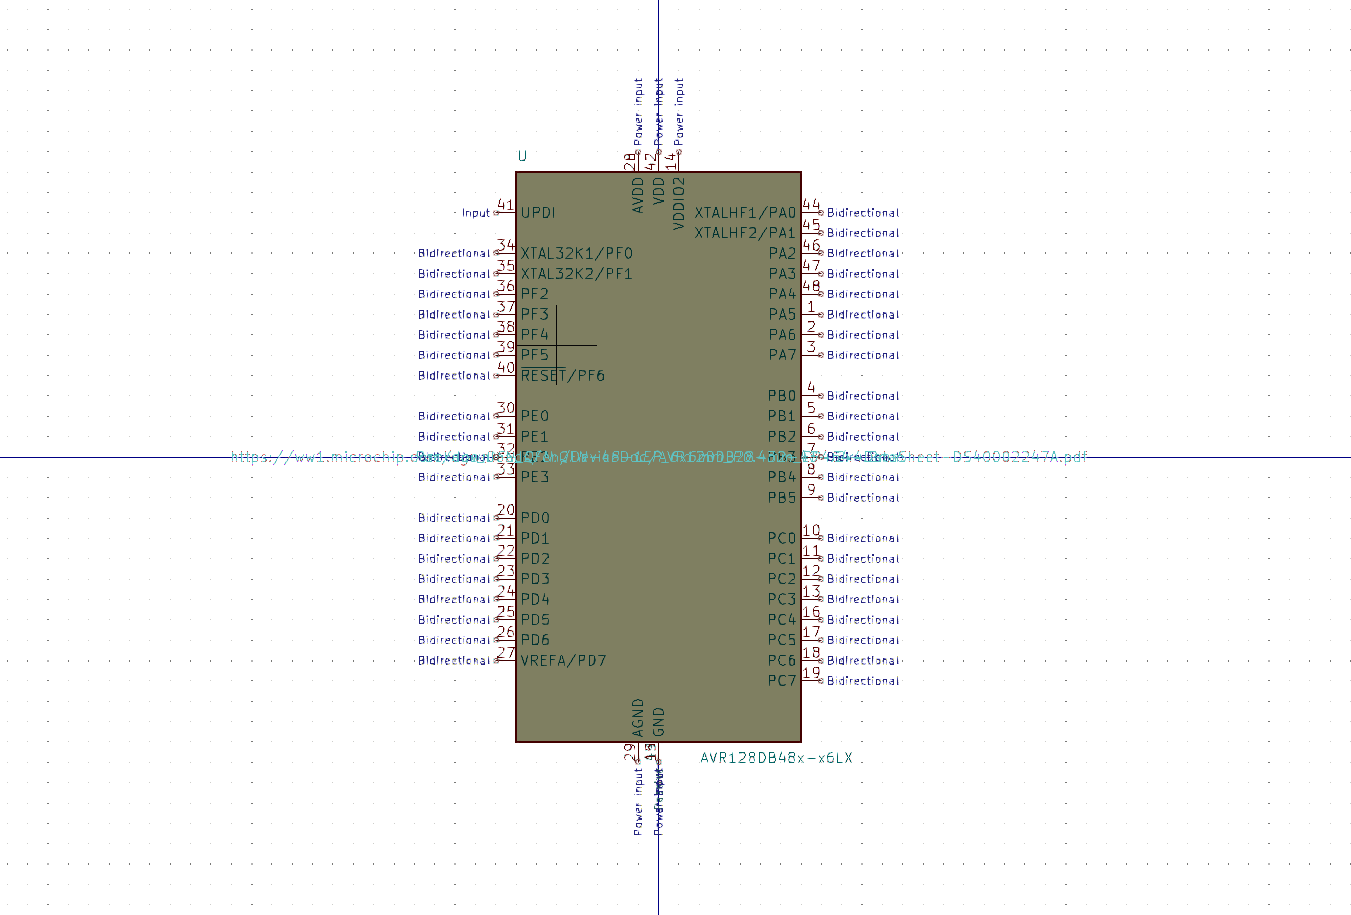 Power input Power input Power input
U
28 42 14
AVDD VDD VDDIO2
Input 41 UPDI XTALHF1/PA0 44 Bidirectional
XTALHF2/PA1 45 Bidirectional
Bidirectional 34 XTAL32K1/PF0 PA2 46 Bidirectional
Bidirectional 35 XTAL32K2/PF1 PA3 47 Bidirectional
Bidirectional 36 PF2 PA4 48 Bidirectional
Bidirectional 37 PF3 PA5 1 Bidirectional
Bidirectional 38 PF4 PA6 2 Bidirectional
Bidirectional 39 PF5 PA7 3 Bidirectional
Bidirectional 40 RESET/PF6
PB0 4 Bidirectional
Bidirectional 30 PE0 PB1 5 Bidirectional
Bidirectional 31 PE1 PB2 6 Bidirectional
https://ww1.microchip.com 32 7
Bidirectional 33 PE3 PB4 8 Bidirectional
PB5 9 Bidirectional
Bidirectional 20 PD0
Bidirectional 21 PD1 PC0 10 Bidirectional
Bidirectional 22 PD2 PC1 11 Bidirectional
Bidirectional 23 PD3 PC2 12 Bidirectional
Bidirectional 24 PD4 PC3 13 Bidirectional
Bidirectional 25 PD5 PC4 16 Bidirectional
Bidirectional 26 PD6 PC5 17 Bidirectional
Bidirectional 27 VREFA/PD7 PC6 18 Bidirectional
PC7 19 Bidirectional
AGND GND
29
AVR128DB48x-x6LX
Power input